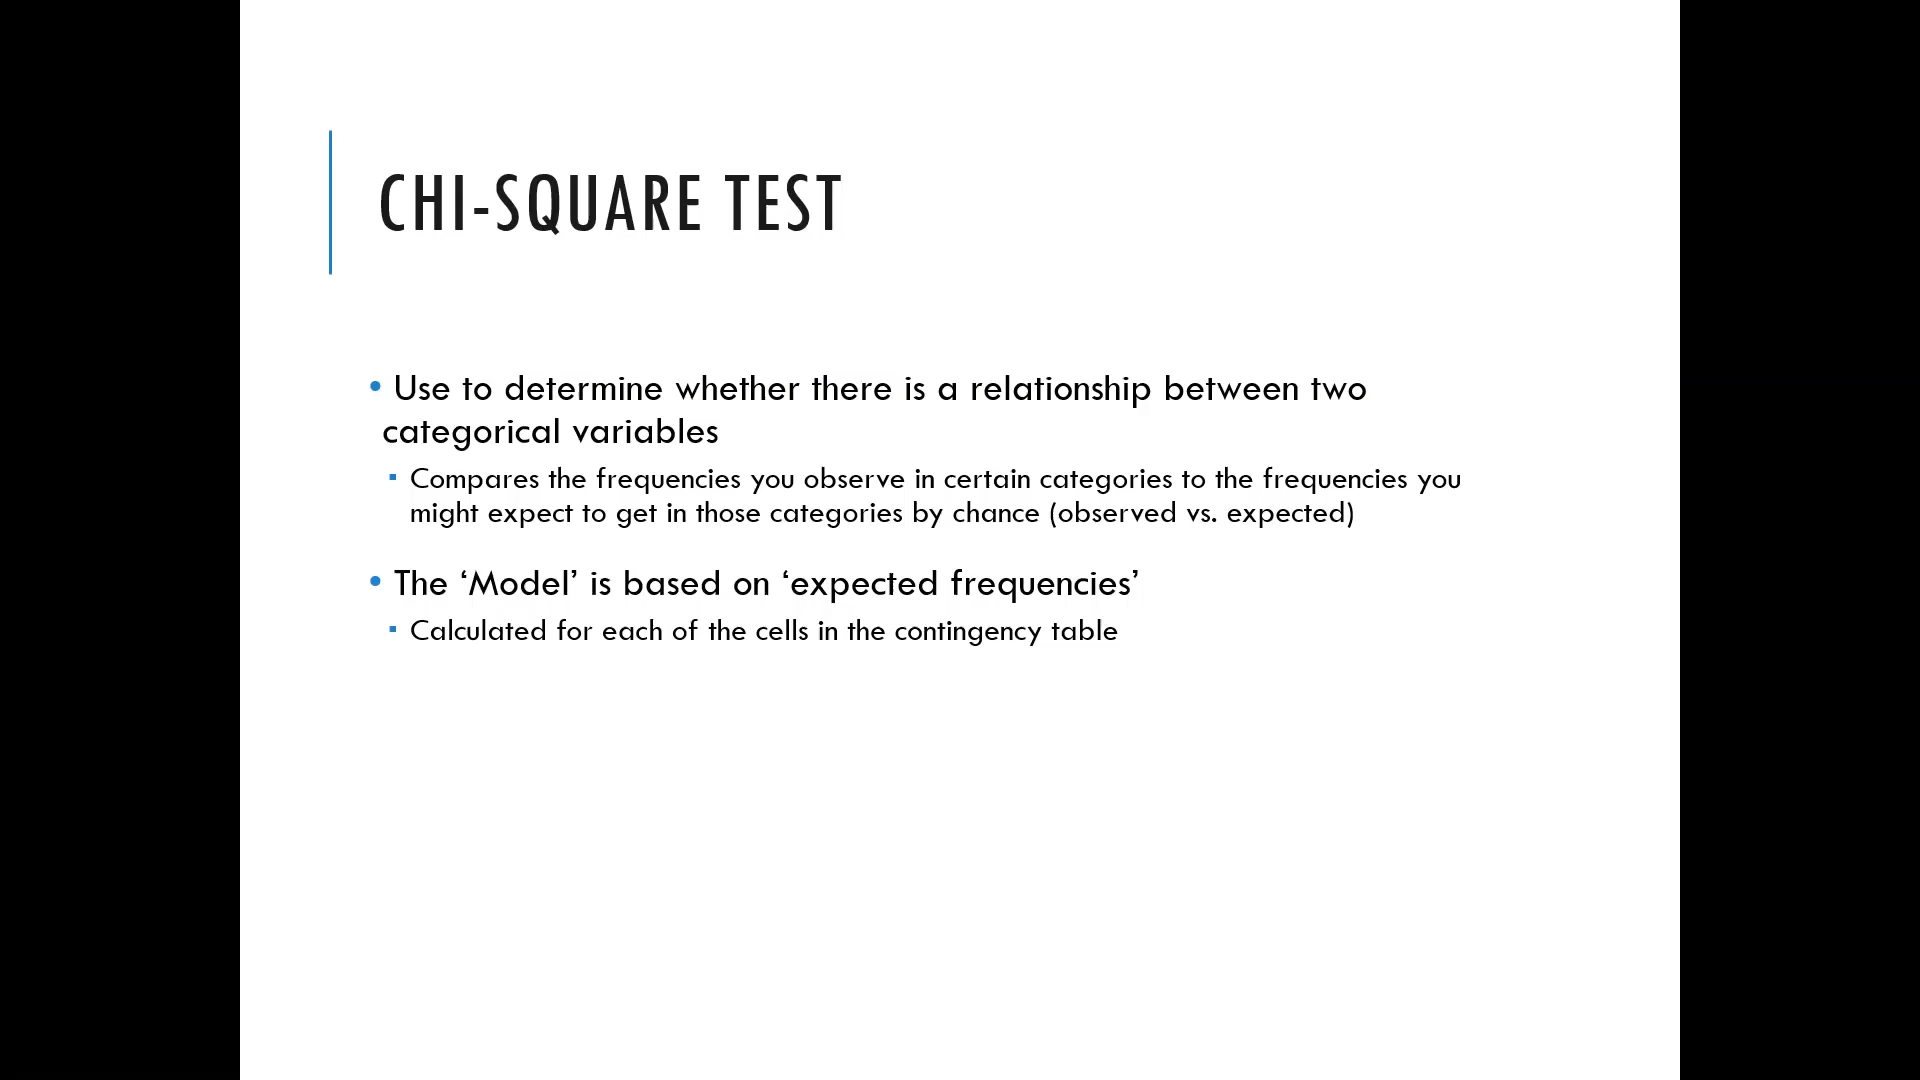 CHI-SQUARE TEST
• Use to determine whether there is a relationship between two
categorical variables
▪ Compares the frequencies you observe in certain categories to the frequencies you
might expect to get in those categories by chance (observed vs. expected)
• The ‘Model’ is based on ‘expected frequencies’
▪ Calculated for each of the cells in the contingency table